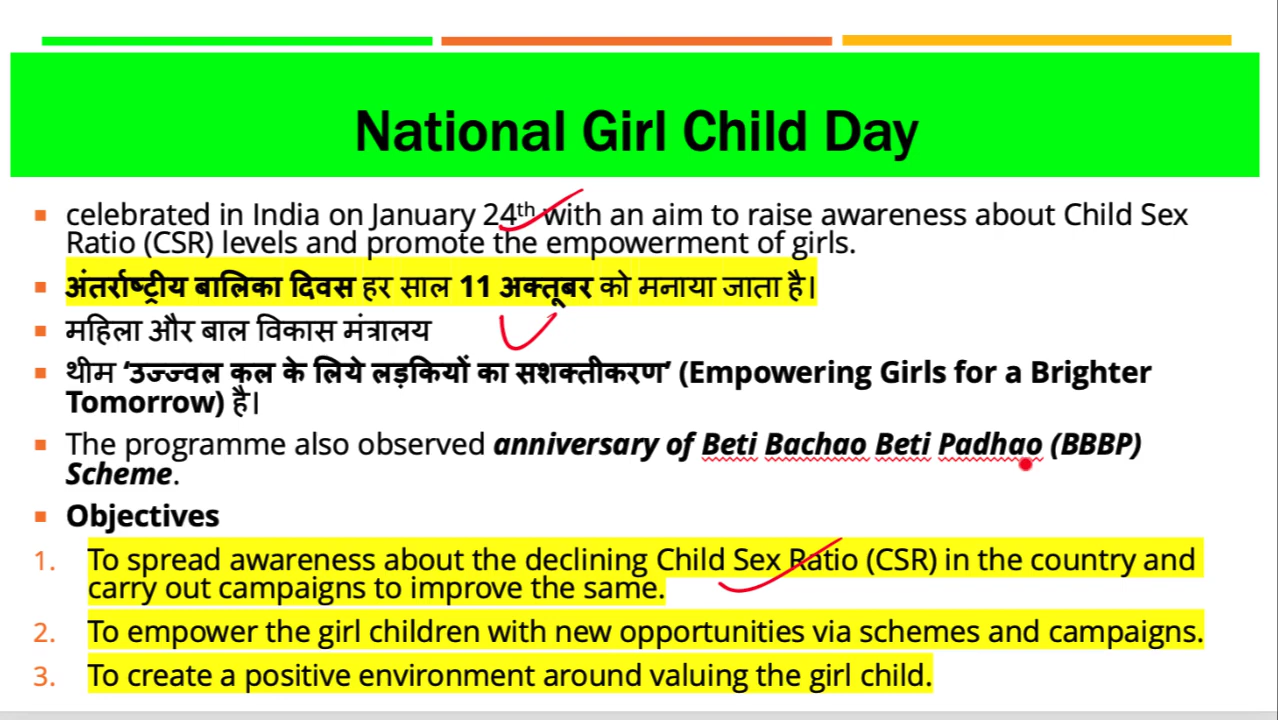 National Girl Child Day
celebrated in India on January 24th with an aim to raise awareness about Child Sex
Ratio (CSR) levels and promote the empowerment of girls.
अंतर्राष्ट्रीय बालिका दिवस हर साल 11 अक्तूबर को मनाया जाता है।
महिला और बाल विकास मंत्रालय
थीम ‘उज्ज्वल कल के लिये लड़कियों का सशक्तीकरण’ (Empowering Girls for a Brighter
Tomorrow) है।
The programme also observed anniversary of Beti Bachao Beti Padhao (BBBP)
Scheme.
Objectives
1. To spread awareness about the declining Child Sex Ratio (CSR) in the country and
carry out campaigns to improve the same.
2. To empower the girl children with new opportunities via schemes and campaigns.
3. To create a positive environment around valuing the girl child.